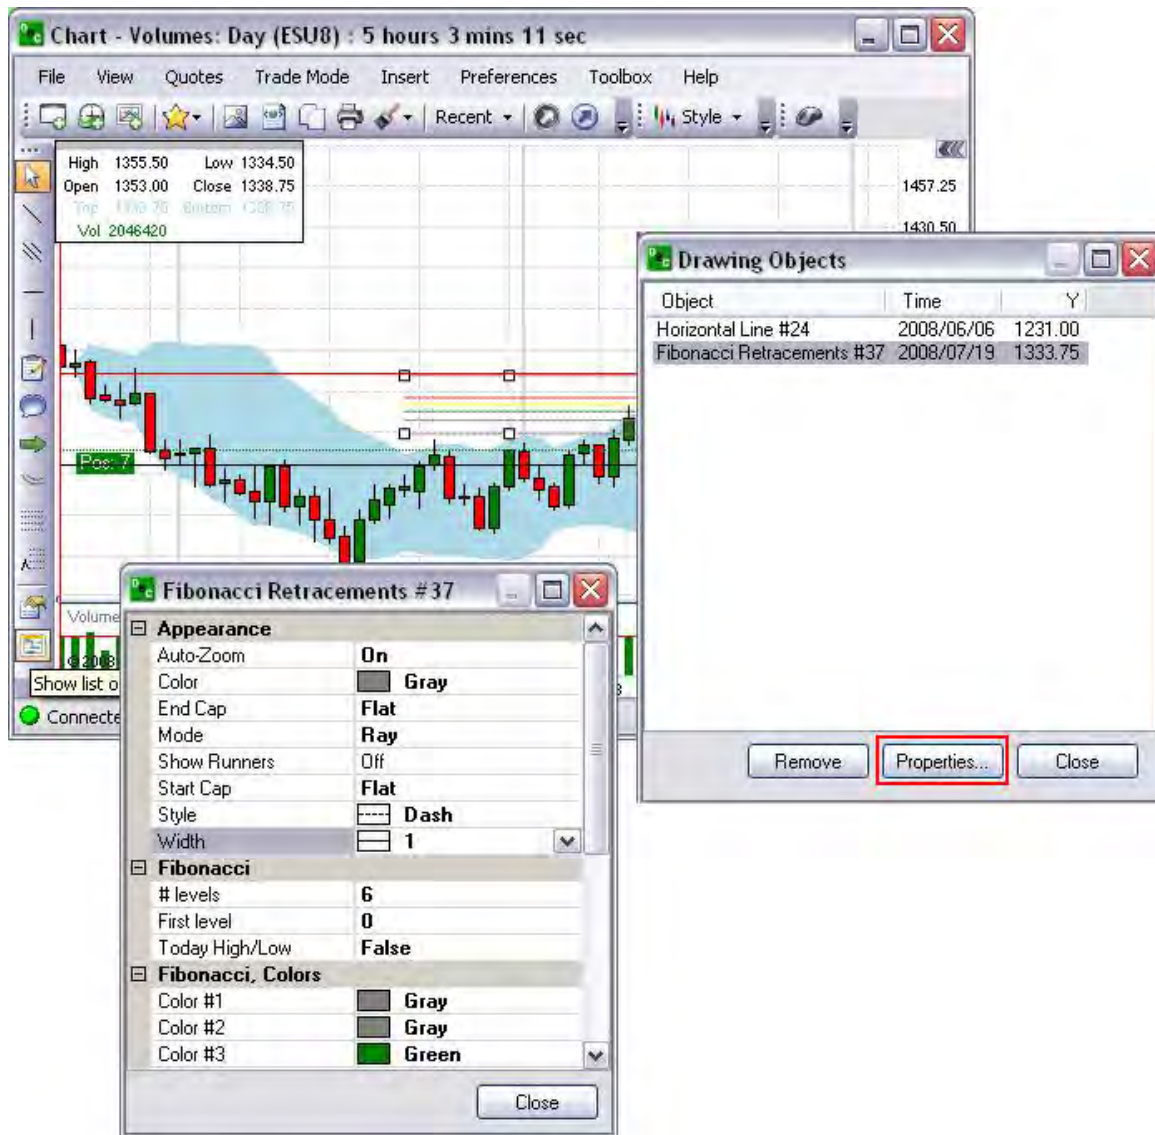 Chart - Volumes: Day (ESU8) : 5 hours 3 mins 11 sec
File View Quotes Trade Mode Insert Preferences Toolbox Help
Recent Style
High 1355.50 Low 1334.50
Open 1353.00 Close 1338.75
Top Bottom
Vol 2046420
1457.25
1430.50
Pos: 7
Volume
© 2008
Show list o
Connecte
Drawing Objects
Object Time Y
Horizontal Line #24 2008/06/06 1231.00
Fibonacci Retracements #37 2008/07/19 1333.75
Remove Properties... Close
Fibonacci Retracements #37
Appearance
Auto-Zoom On
Color Gray
End Cap Flat
Mode Ray
Show Runners Off
Start Cap Flat
Style Dash
Width 1
Fibonacci
# levels 6
First level 0
Today High/Low False
Fibonacci, Colors
Color #1 Gray
Color #2 Gray
Color #3 Green
Close